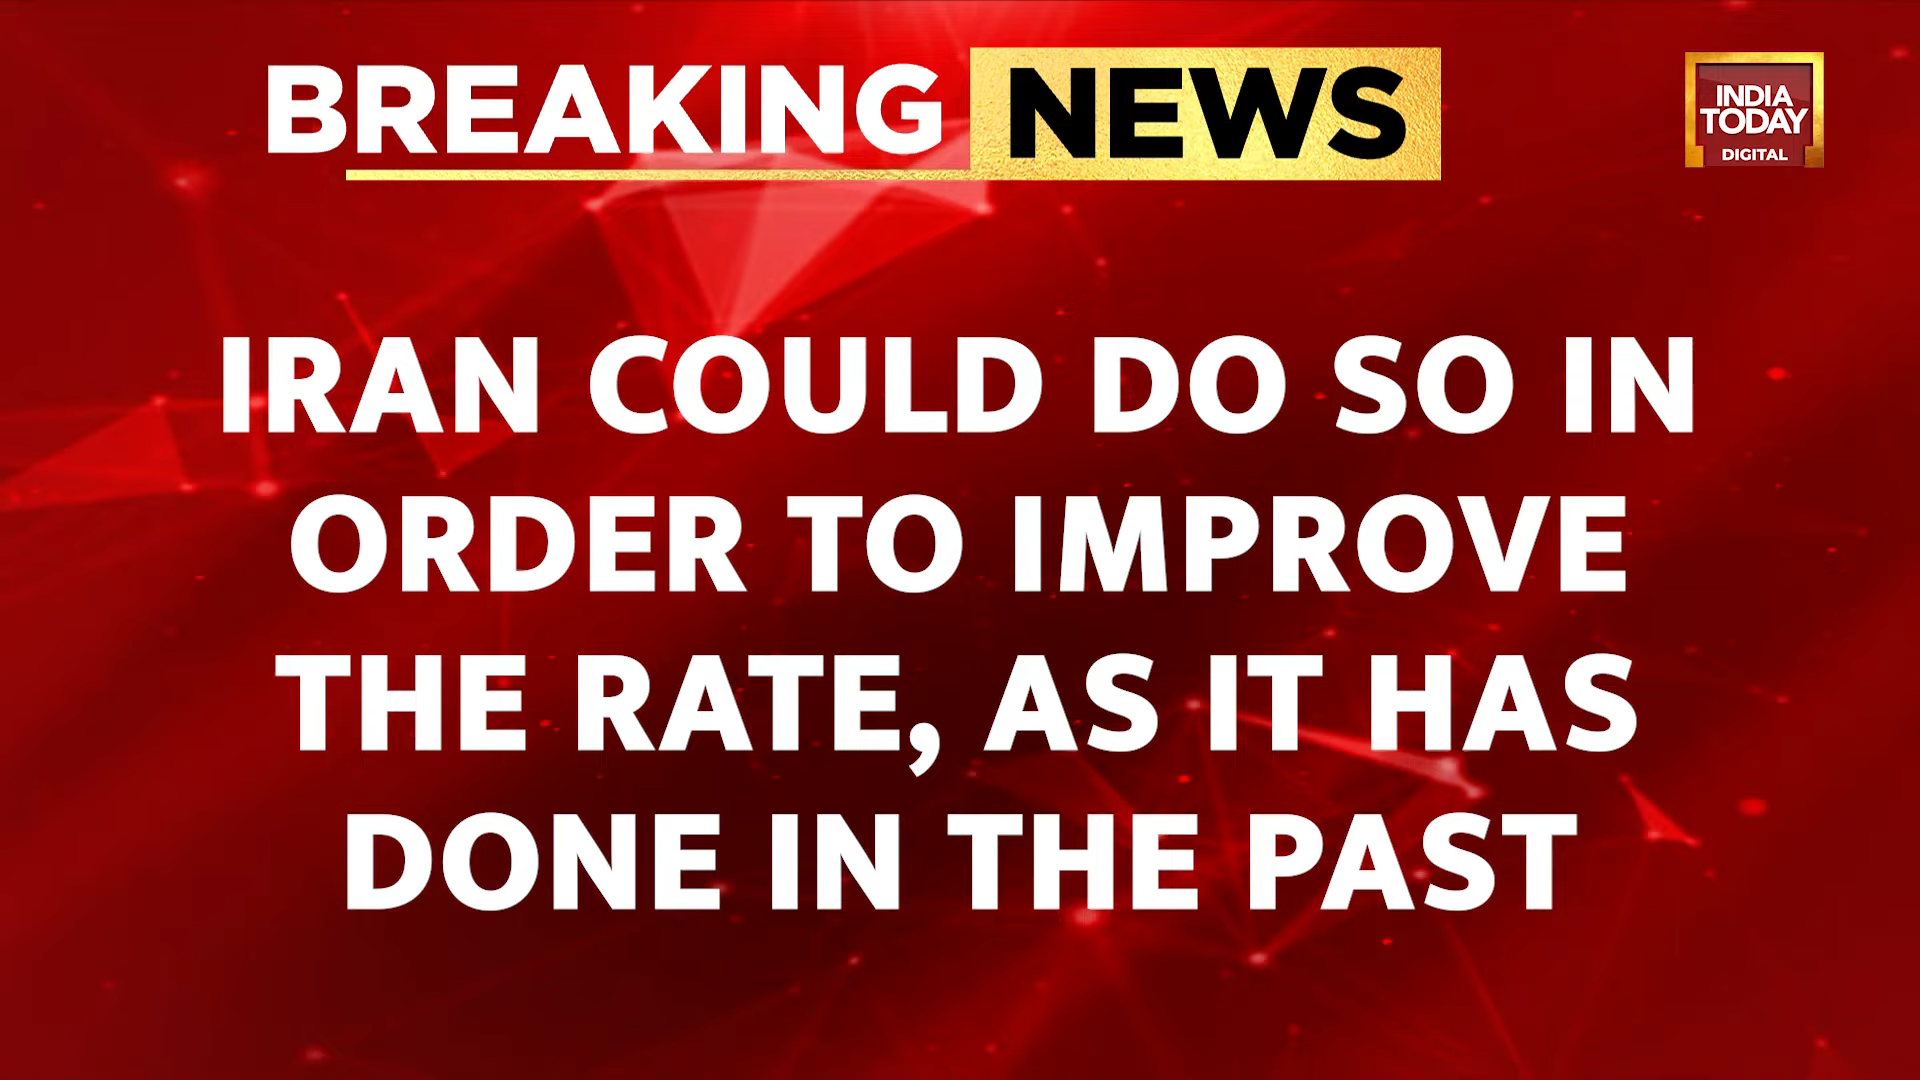 BREAKING NEWS
INDIA
TODAY
DIGITAL
IRAN COULD DO SO IN
ORDER TO IMPROVE
THE RATE, AS IT HAS
DONE IN THE PAST